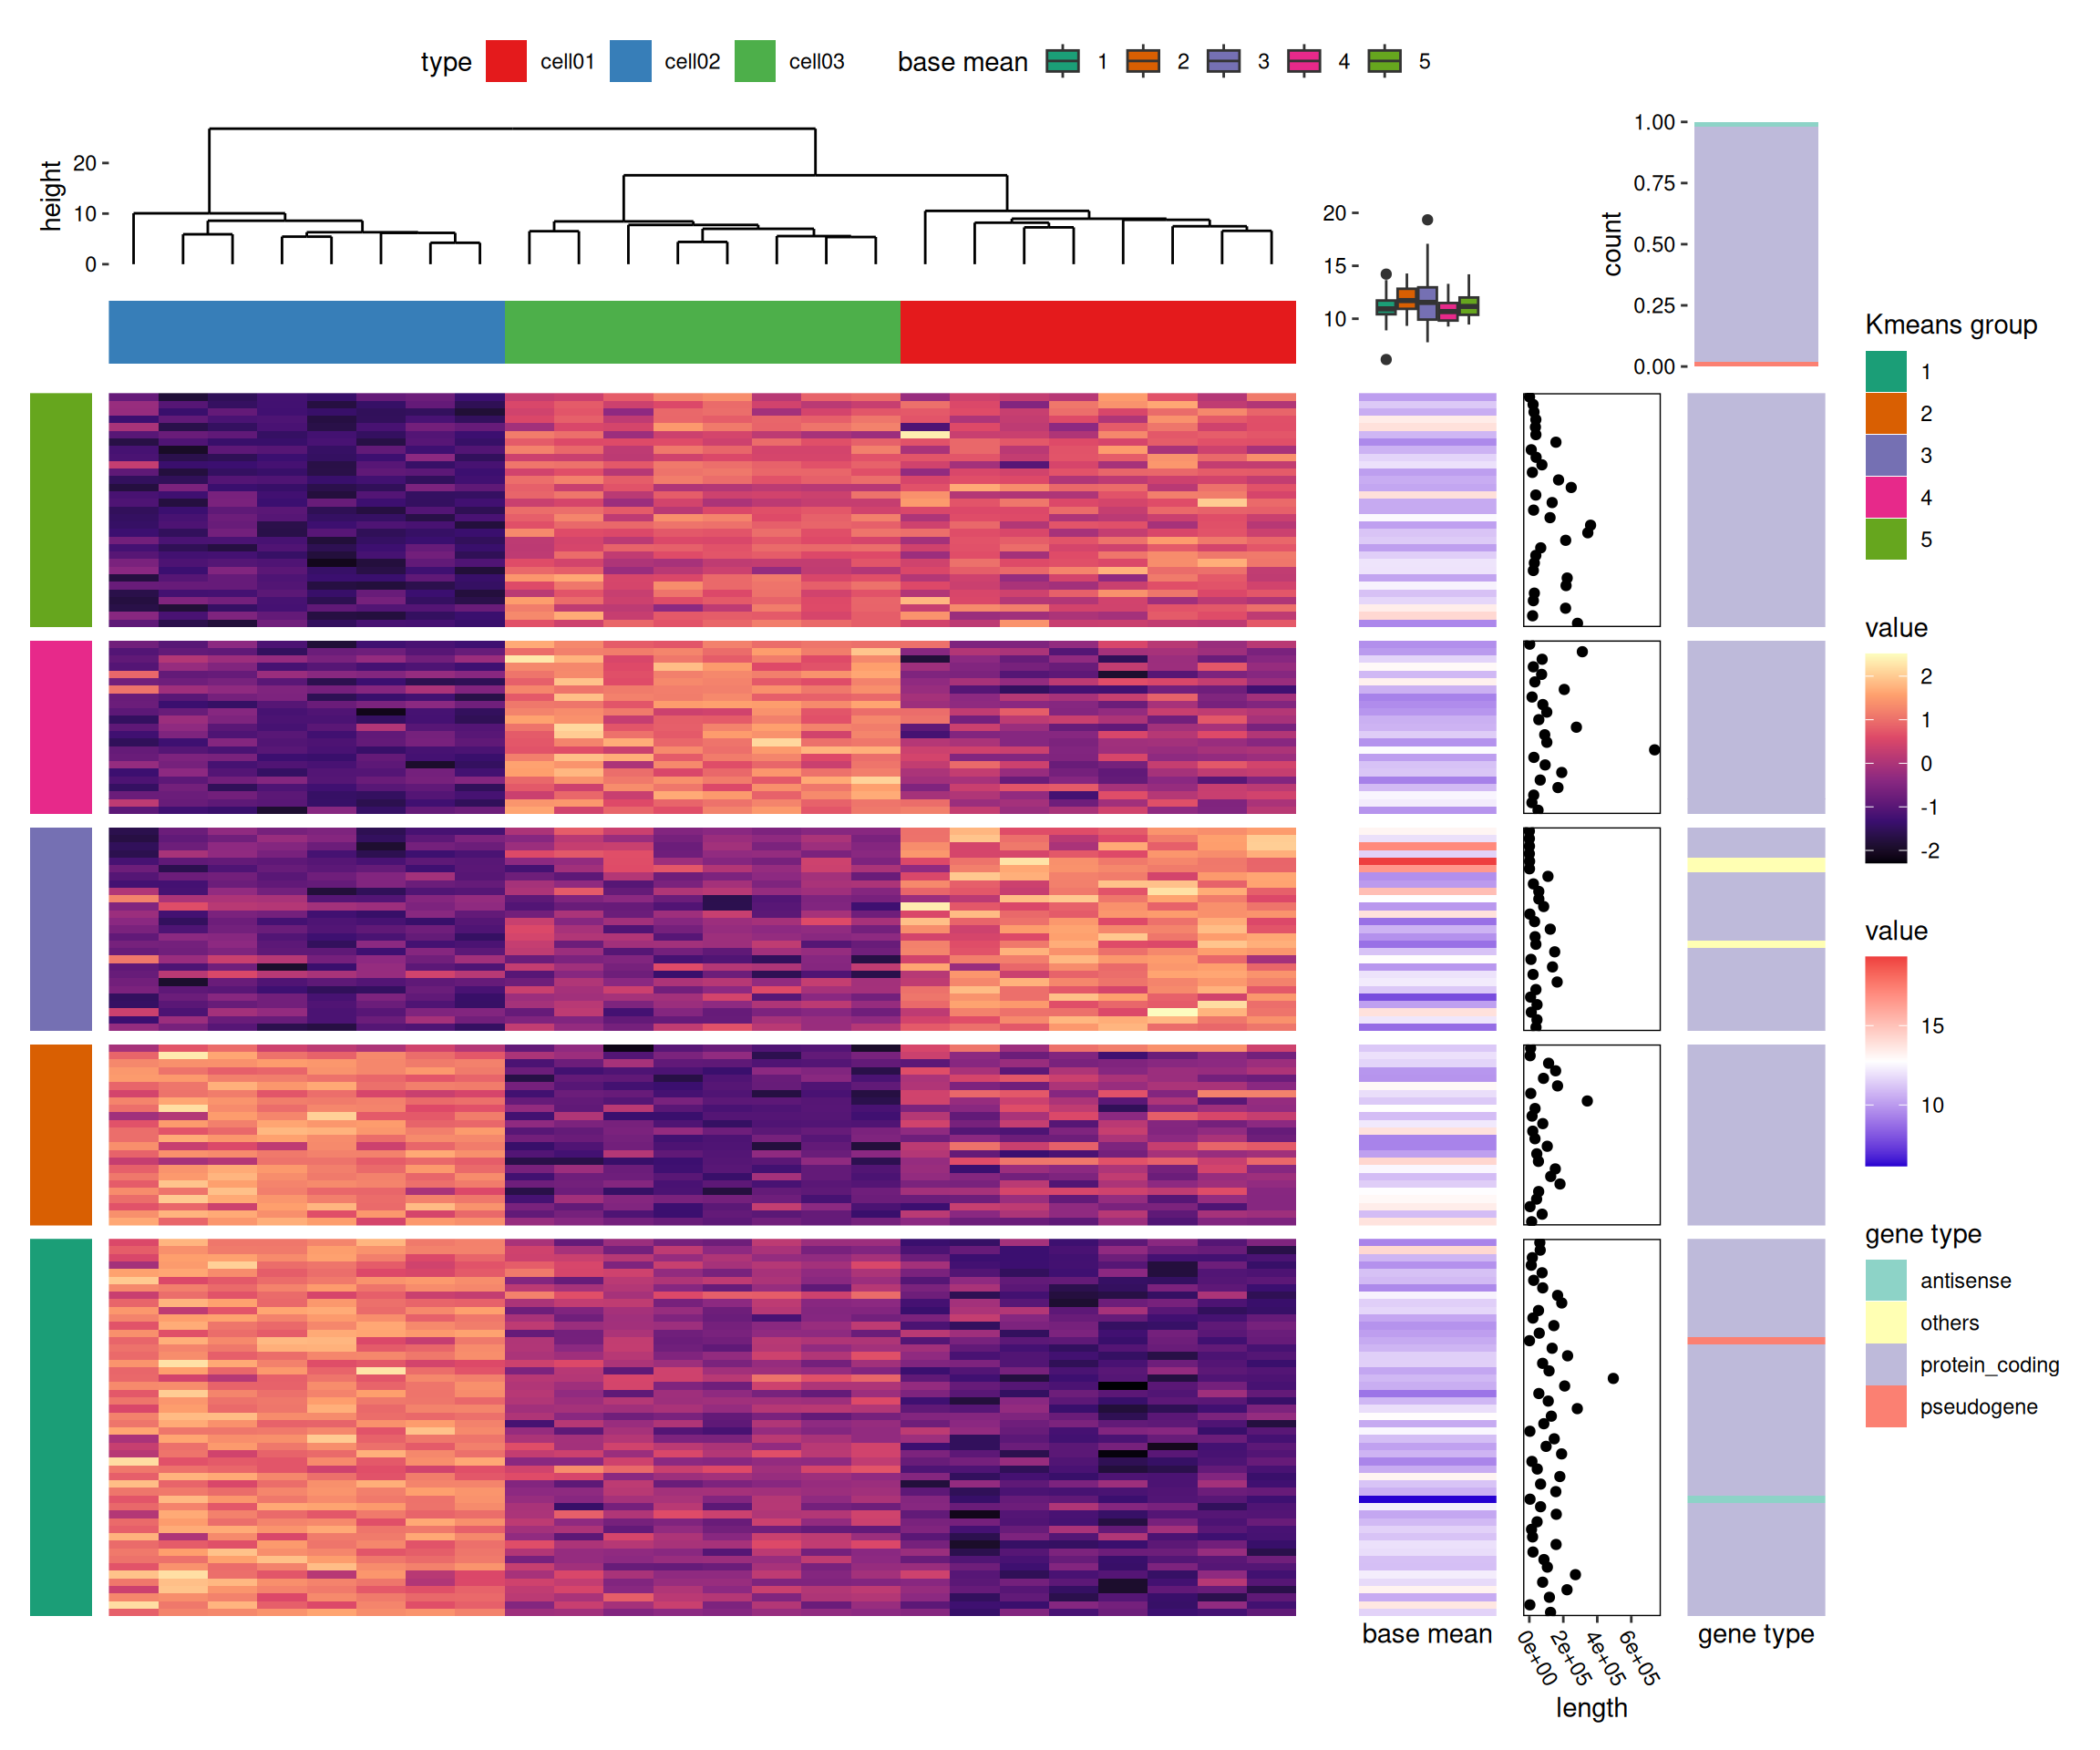 type cell01 cell02 cell03 base mean 1 2 3 4 5
height
20
10
0
20
15
10
count
1.00
0.75
0.50
0.25
0.00
Kmeans group
1
2
3
4
5
value
2
1
0
-1
-2
value
15
10
gene type
antisense
others
protein_coding
pseudogene
base mean
0e+00 2e+05 4e+05 6e+05
length
gene type